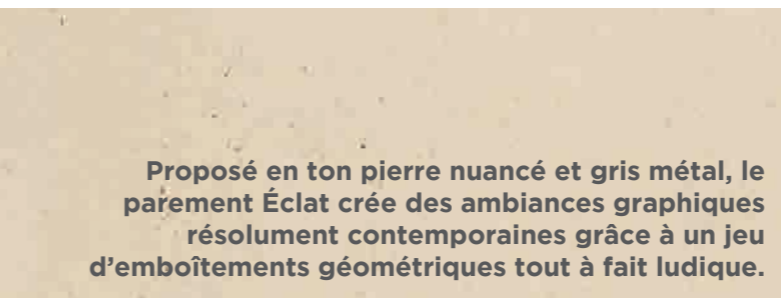 Proposé en ton pierre nuancé et gris métal, le
parement Éclat crée des ambiances graphiques
résolument contemporaines grâce à un jeu
d'emboîtements géométriques tout à fait ludique.